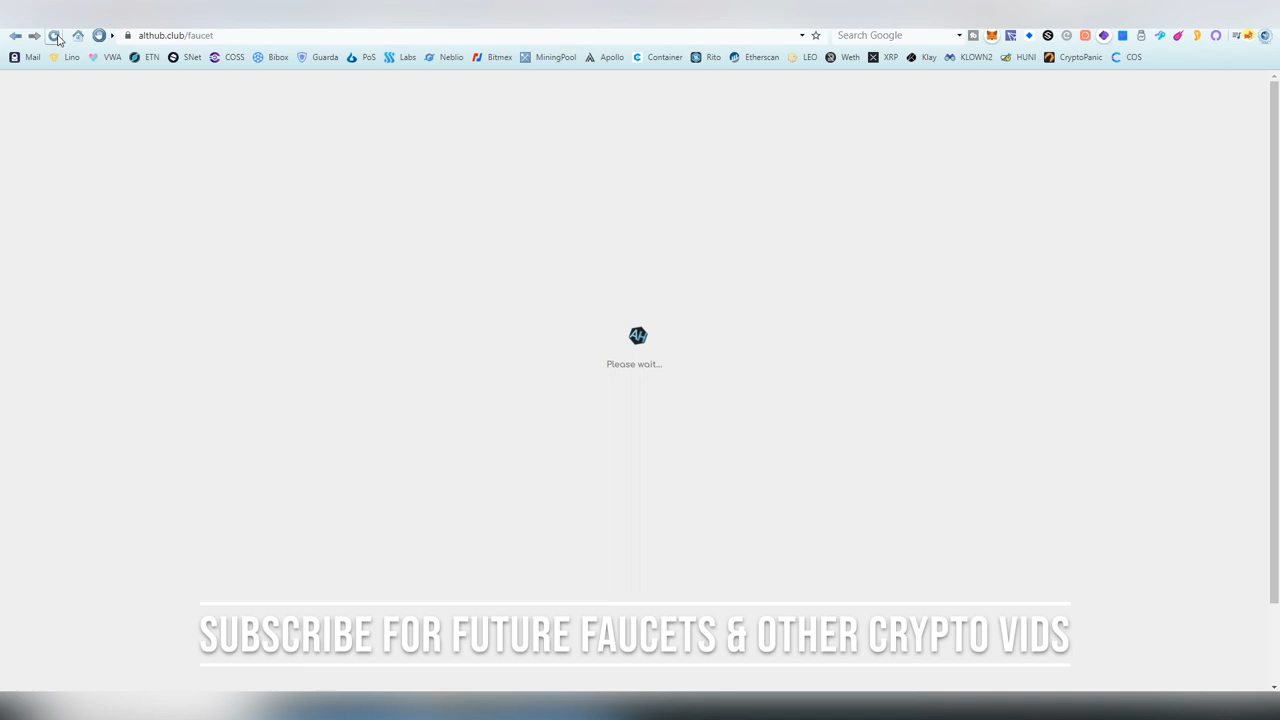 althub.club/faucet
Search Google
Mail Lino VWA ETN SNet COSS Bibox Guarda PoS Labs Neblio Bitmex MiningPool Apollo Container Rito Etherscan LEO Weth XRP Klay KLOWN2 HUNI CryptoPanic COS
AH
Please wait...
SUBSCRIBE FOR FUTURE FAUCETS & OTHER CRYPTO VIDS